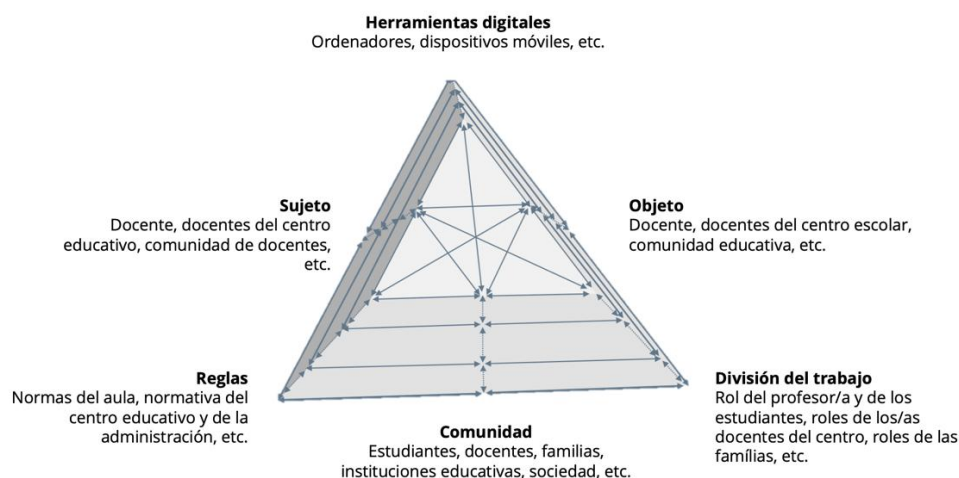 Herramientas digitales
Ordenadores, dispositivos móviles, etc.
Sujeto
Docente, docentes del centro
educativo, comunidad de docentes,
etc.
Objeto
Docente, docentes del centro escolar,
comunidad educativa, etc.
Reglas
Normas del aula, normativa del
centro educativo y de la
administración, etc.
Comunidad
Estudiantes, docentes, familias,
instituciones educativas, sociedad, etc.
División del trabajo
Rol del profesor/a y de los
estudiantes, roles de los/as
docentes del centro, roles de las
famílias, etc.